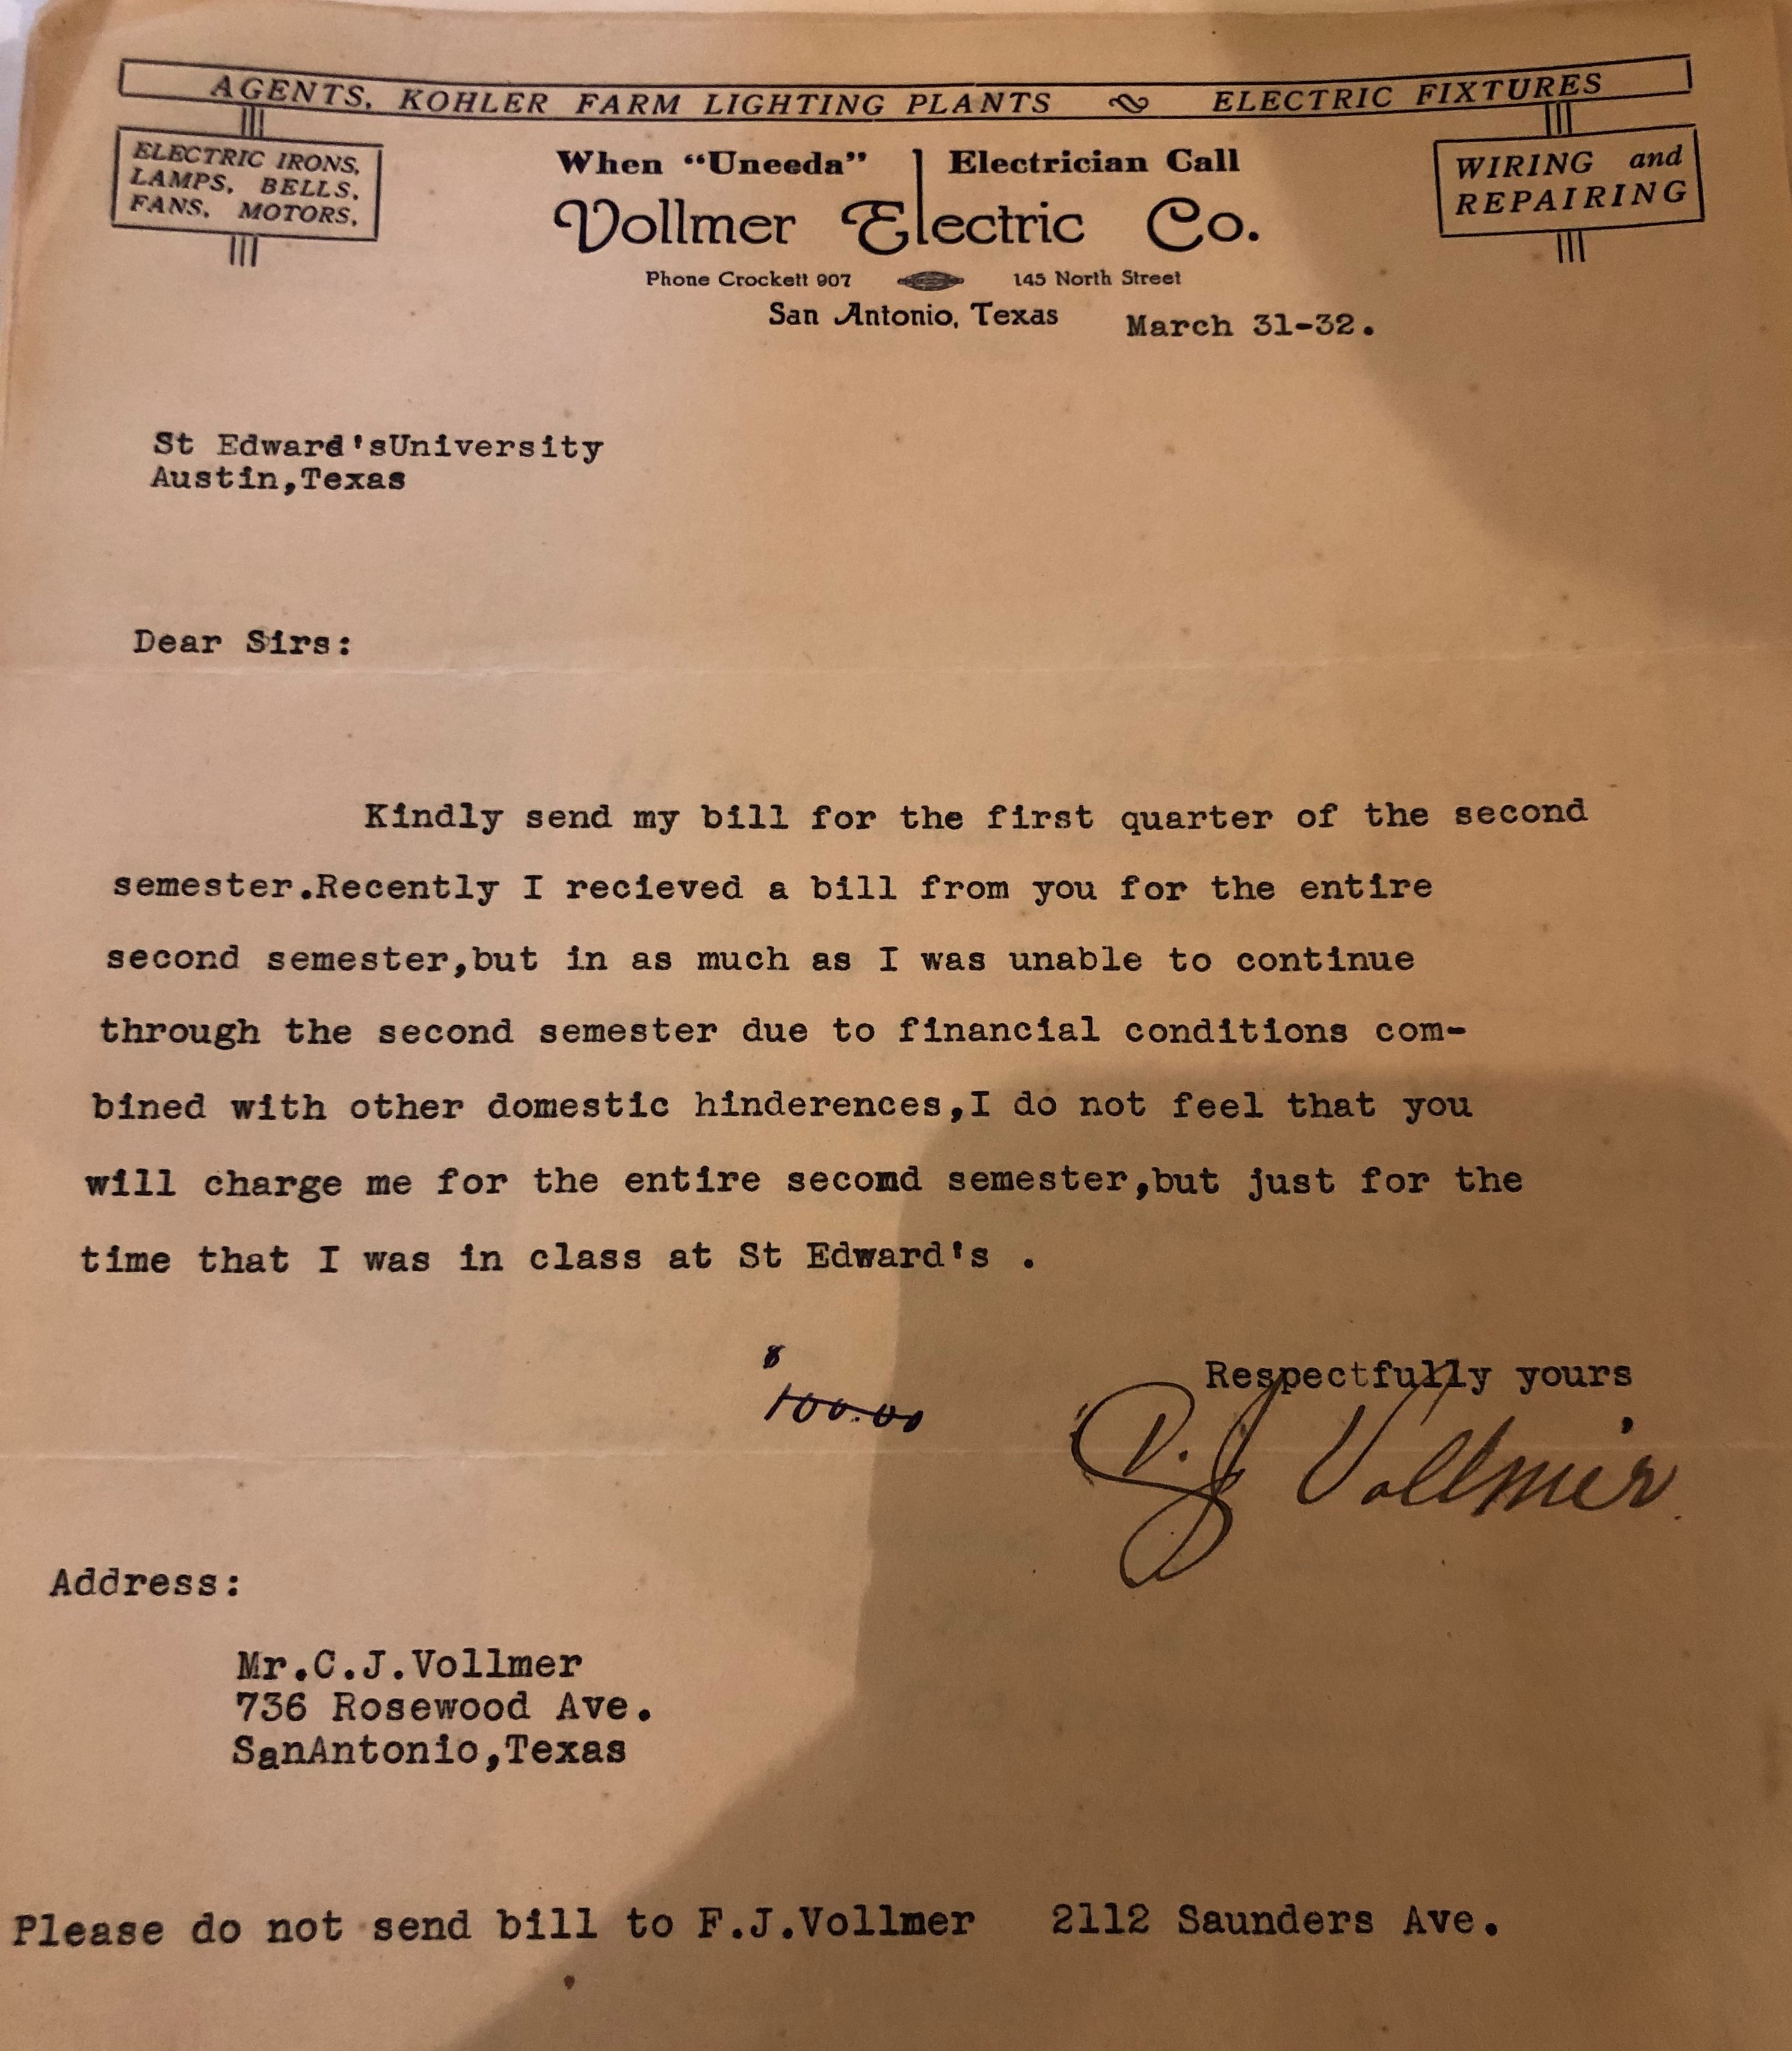 AGENTS, KOHLER FARM LIGHTING PLANTS ELECTRIC FIXTURES
ELECTRIC IRONS,
LAMPS, BELLS,
FANS, MOTORS,
When “Uneeda” Electrician Call
Vollmer Electric Co.
Phone Crockett 907 145 North Street
San Antonio, Texas March 31-32.
WIRING and
REPAIRING
St Edward'sUniversity
Austin,Texas
Dear Sirs:
Kindly send my bill for the first quarter of the second
semester.Recently I recieved a bill from you for the entire
second semester,but in as much as I was unable to continue
through the second semester due to financial conditions com-
bined with other domestic hinderences,I do not feel that you
will charge me for the entire second semester,but just for the
time that I was in class at St Edward's .
100.00
Respectfully yours
,
C.J. Vollmer
Address:
Mr.C.J.Vollmer
736 Rosewood Ave.
SanAntonio,Texas
Please do not send bill to F.J.Vollmer 2112 Saunders Ave.